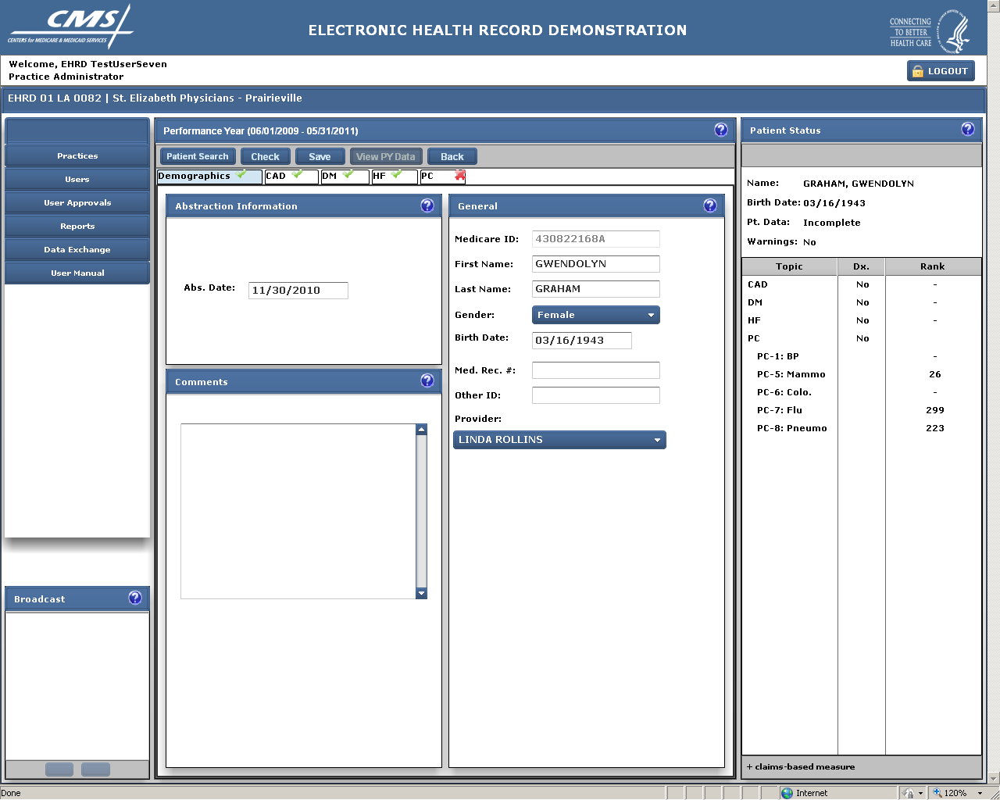 CMS
CENTERS for MEDICARE & MEDICAID SERVICES
ELECTRONIC HEALTH RECORD DEMONSTRATION
CONNECTING
TO BETTER
HEALTH CARE
Welcome, EHRD TestUserSeven
Practice Administrator
LOGOUT
EHRD 01 LA 0082 | St. Elizabeth Physicians - Prairieville
Practices
Users
User Approvals
Reports
Data Exchange
User Manual
Broadcast
Performance Year (06/01/2009 - 05/31/2011)
Patient Search Check Save View PY Data Back
Demographics CAD DM HF PC
Abstraction Information
Abs. Date: 11/30/2010
Comments
General
Medicare ID: 430822168A
First Name: GWENDOLYN
Last Name: GRAHAM
Gender: Female
Birth Date: 03/16/1943
Med. Rec. #:
Other ID:
Provider:
LINDA ROLLINS
Patient Status
Name: GRAHAM, GWENDOLYN
Birth Date: 03/16/1943
Pt. Data: Incomplete
Warnings: No
Topic Dx. Rank
CAD No -
DM No -
HF No -
PC No
PC-1: BP -
PC-5: Mammo 26
PC-6: Colo. -
PC-7: Flu 299
PC-8: Pneumo 223
+ claims-based measure
Done
Internet
120%